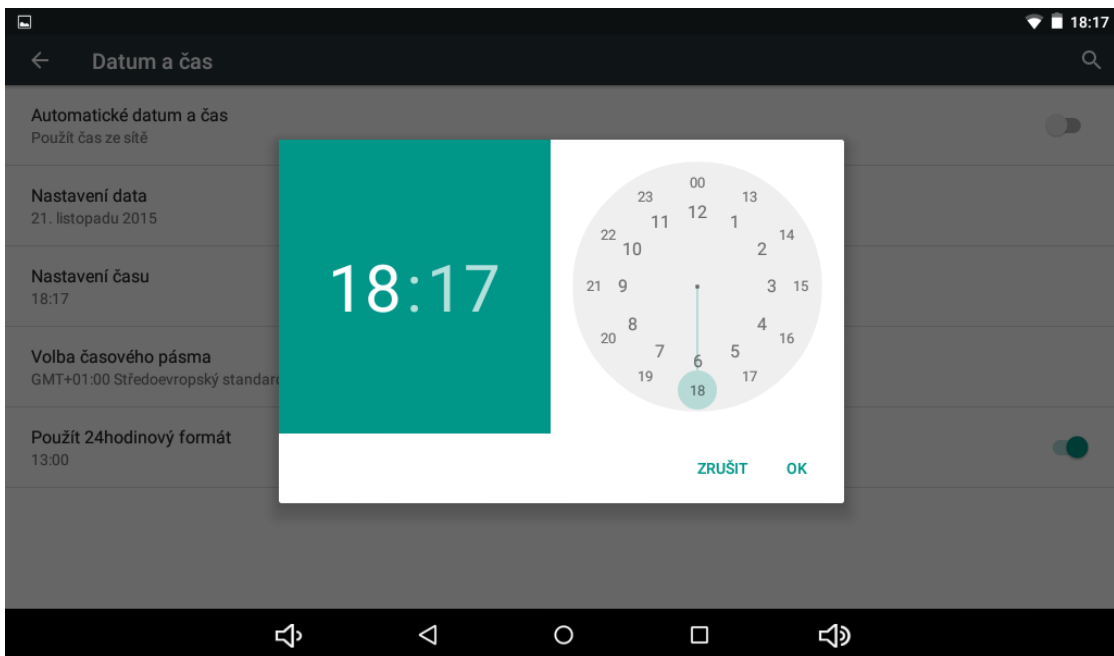 18:17
Datum a čas
Automatické datum a čas
Použít čas ze sítě
Nastavení data
21. listopadu 2015
Nastavení času
18:17
Volba časového pásma
GMT+01:00 Středoevropský standard
Použít 24hodinový formát
13:00
18:17
00
23 13
12
11 1
22 14
10 2
21 9 3 15
8 4
20 16
7 5
6
19 17
18
ZRUŠIT OK